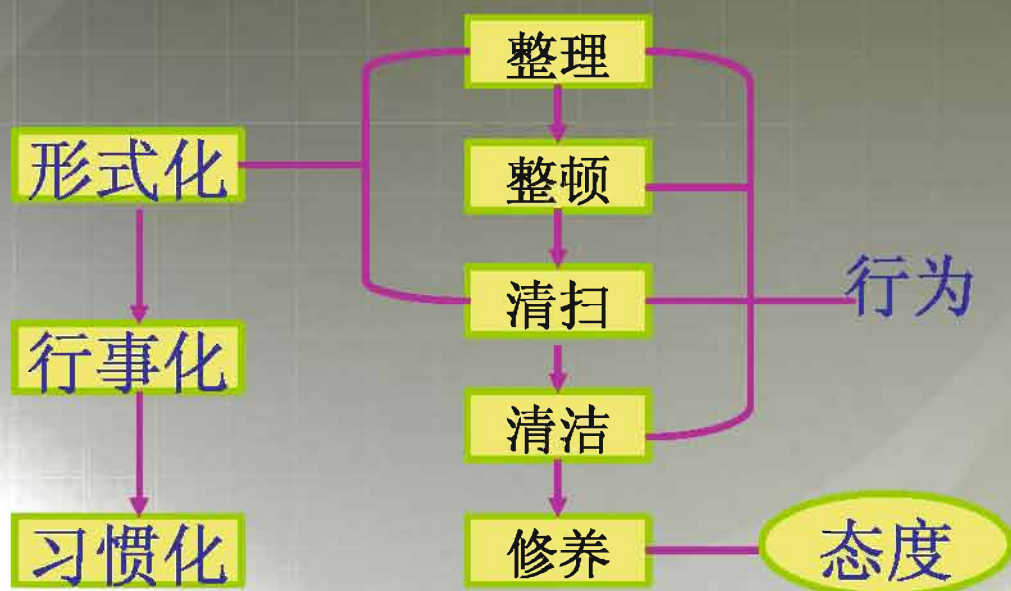 整理
形式化
整顿
清扫
行为
行事化
清洁
习惯化
修养
态度